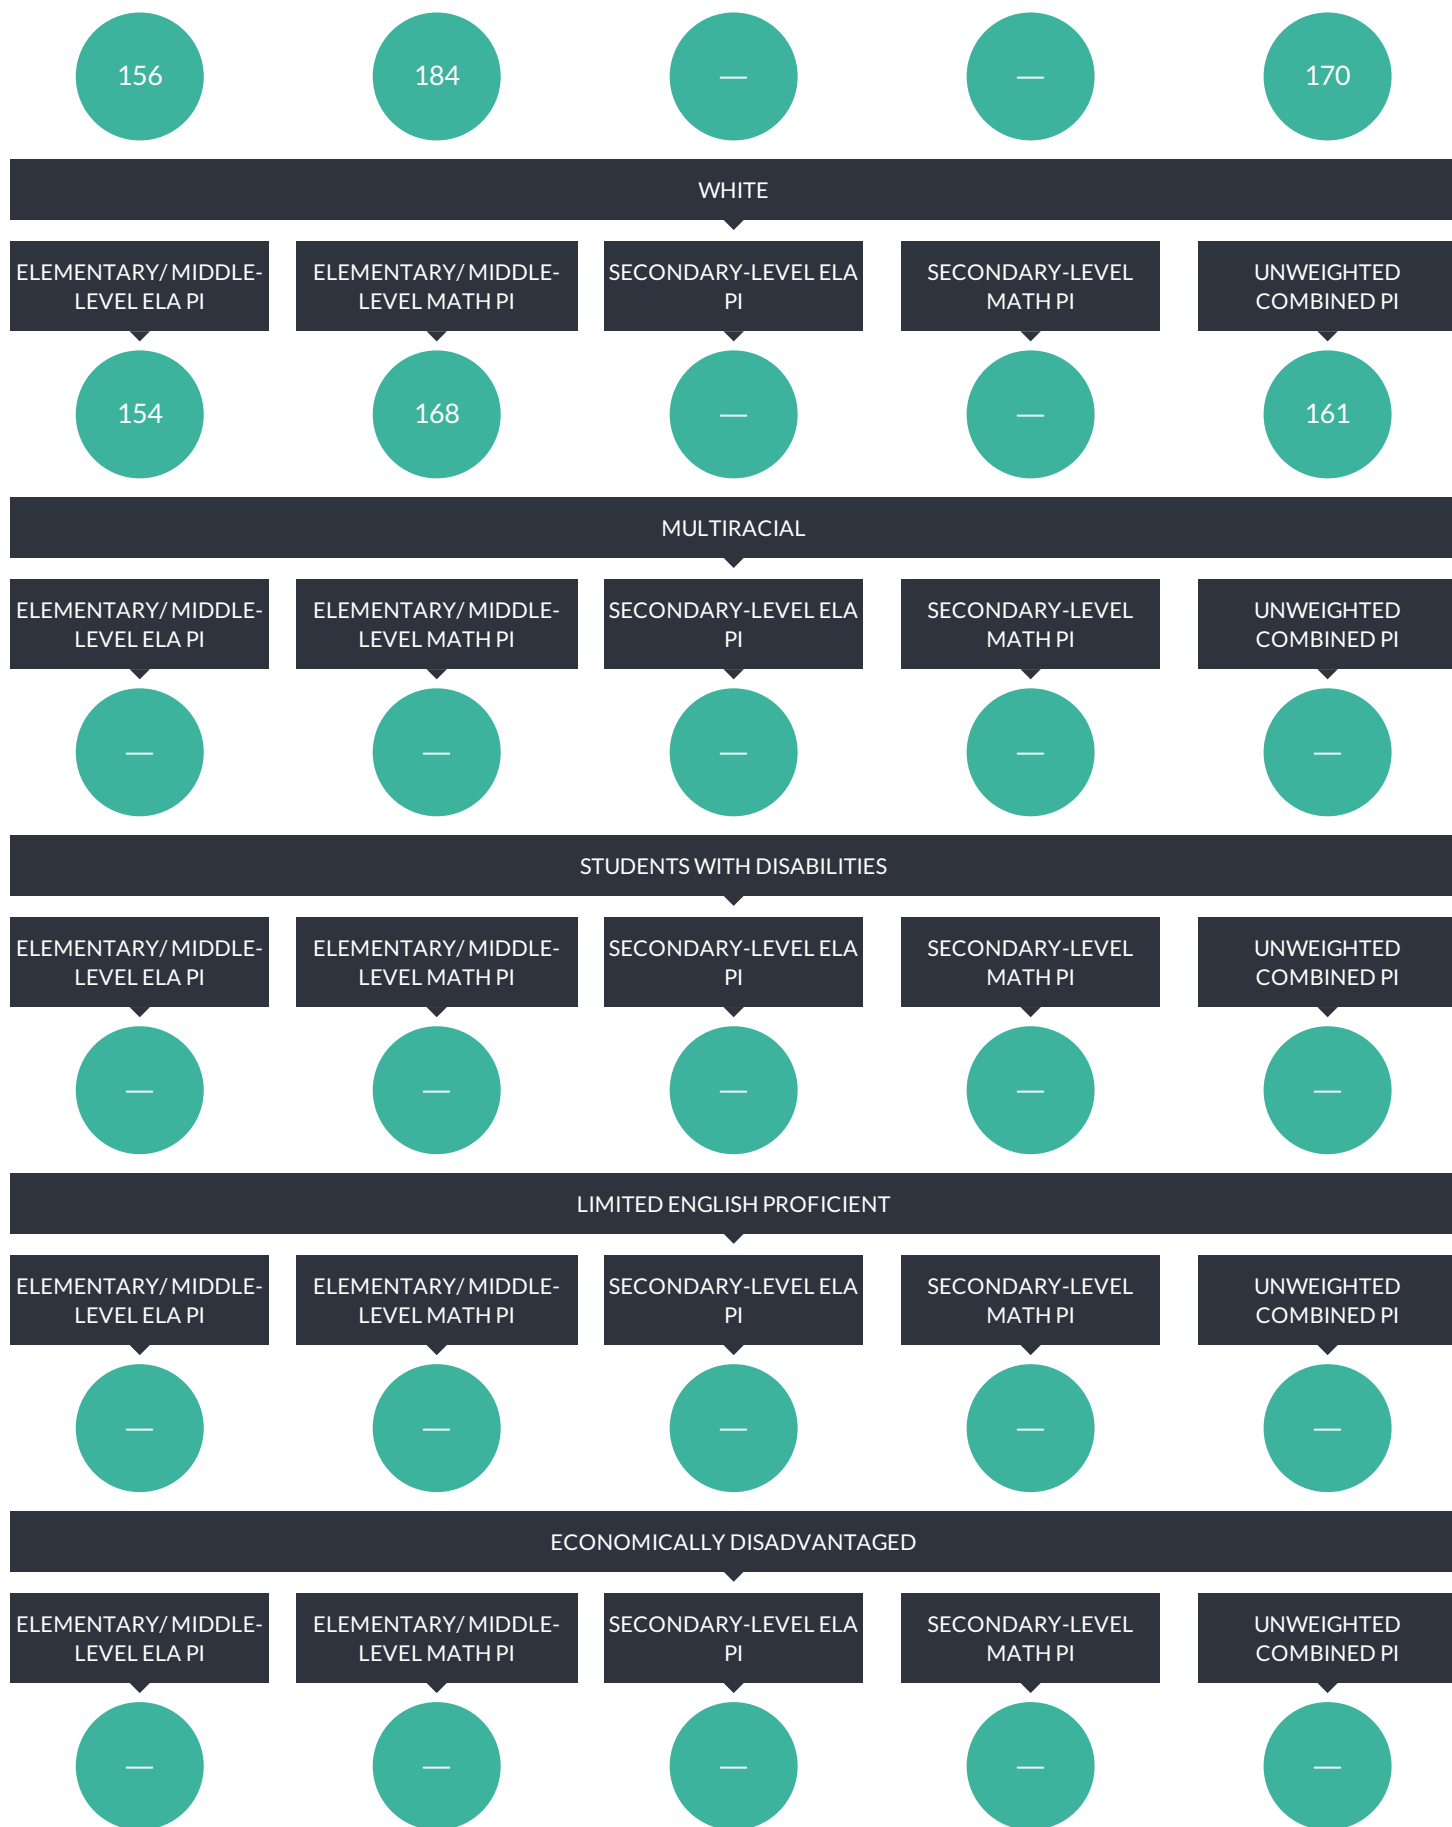 156 184 — — 170
WHITE
ELEMENTARY/ MIDDLE- ELEMENTARY/ MIDDLE- SECONDARY-LEVEL ELA SECONDARY-LEVEL UNWEIGHTED
LEVEL ELA PI LEVEL MATH PI PI MATH PI COMBINED PI
154 168 — — 161
MULTIRACIAL
ELEMENTARY/ MIDDLE- ELEMENTARY/ MIDDLE- SECONDARY-LEVEL ELA SECONDARY-LEVEL UNWEIGHTED
LEVEL ELA PI LEVEL MATH PI PI MATH PI COMBINED PI
— — — — —
STUDENTS WITH DISABILITIES
ELEMENTARY/ MIDDLE- ELEMENTARY/ MIDDLE- SECONDARY-LEVEL ELA SECONDARY-LEVEL UNWEIGHTED
LEVEL ELA PI LEVEL MATH PI PI MATH PI COMBINED PI
— — — — —
LIMITED ENGLISH PROFICIENT
ELEMENTARY/ MIDDLE- ELEMENTARY/ MIDDLE- SECONDARY-LEVEL ELA SECONDARY-LEVEL UNWEIGHTED
LEVEL ELA PI LEVEL MATH PI PI MATH PI COMBINED PI
— — — — —
ECONOMICALLY DISADVANTAGED
ELEMENTARY/ MIDDLE- ELEMENTARY/ MIDDLE- SECONDARY-LEVEL ELA SECONDARY-LEVEL UNWEIGHTED
LEVEL ELA PI LEVEL MATH PI PI MATH PI COMBINED PI
— — — — —